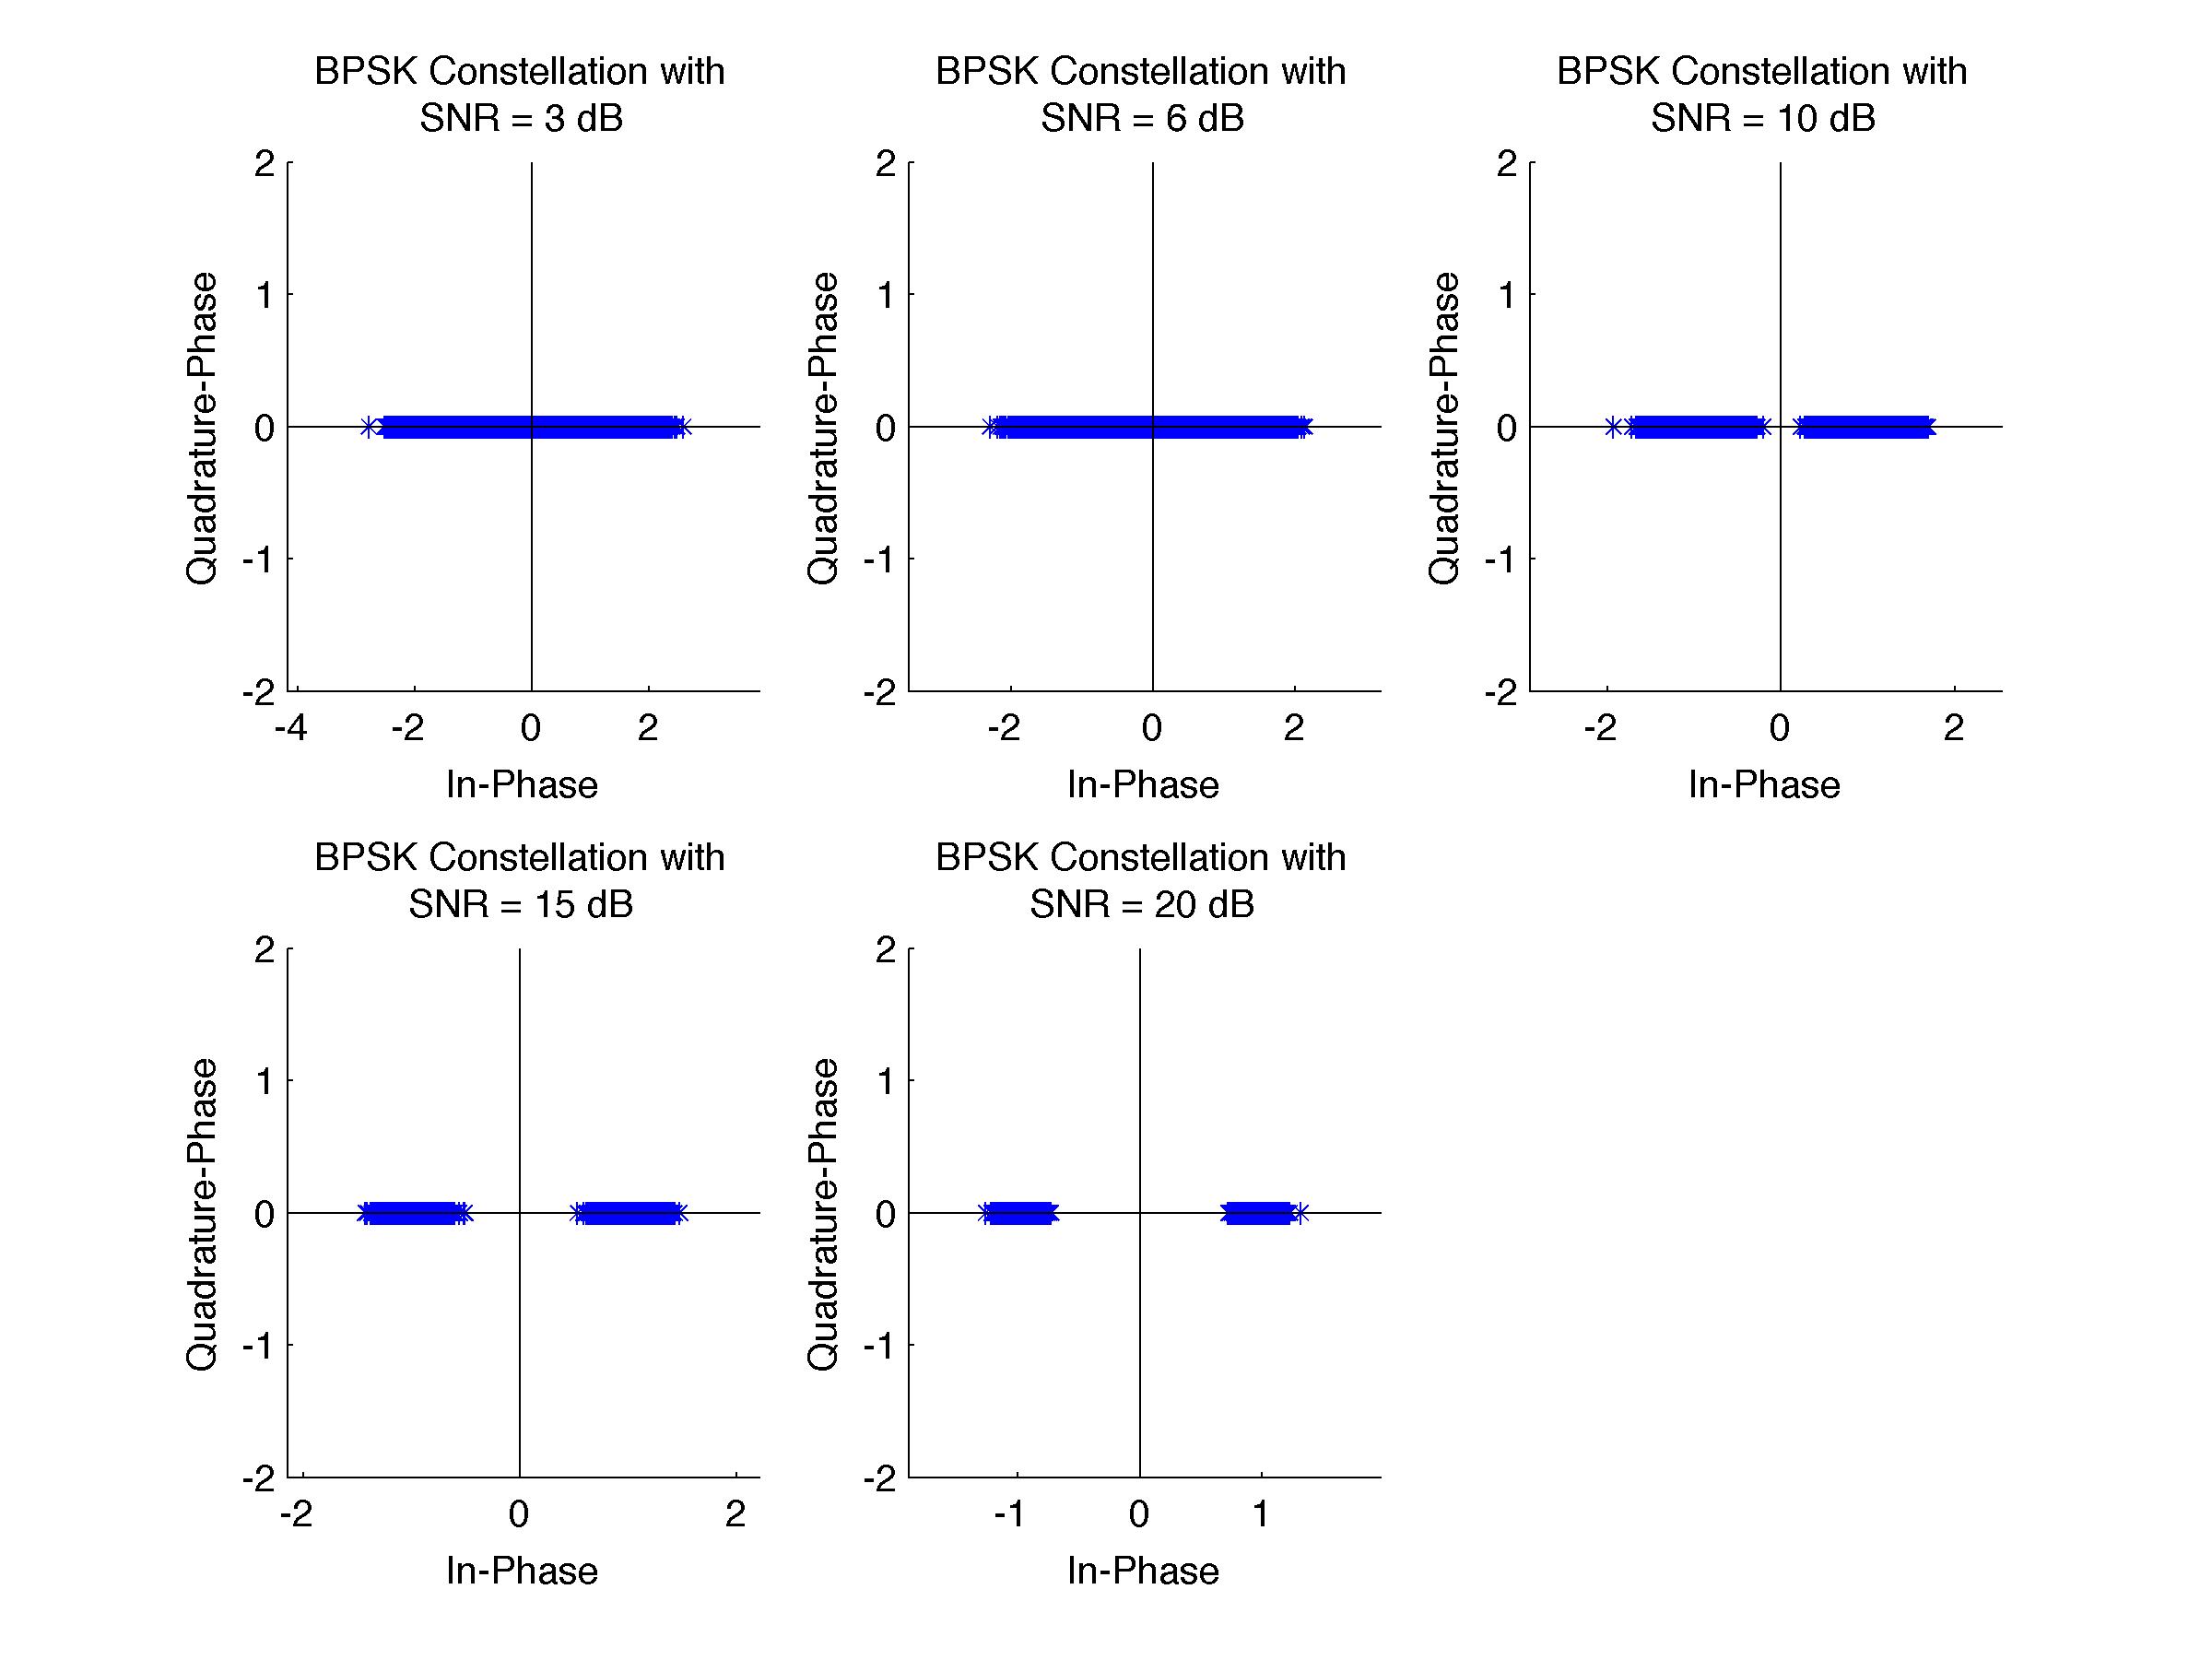 BPSK Constellation with
SNR = 3 dB
2
1
0
-1
-2
Quadrature-Phase
-4
-2
0
2
In-Phase
BPSK Constellation with
SNR = 6 dB
2
1
0
-1
-2
Quadrature-Phase
-2
0
2
In-Phase
BPSK Constellation with
SNR = 10 dB
2
1
0
-1
-2
Quadrature-Phase
-2
0
2
In-Phase
BPSK Constellation with
SNR = 15 dB
2
1
0
-1
-2
Quadrature-Phase
-2
0
2
In-Phase
BPSK Constellation with
SNR = 20 dB
2
1
0
-1
-2
Quadrature-Phase
-1
0
1
In-Phase